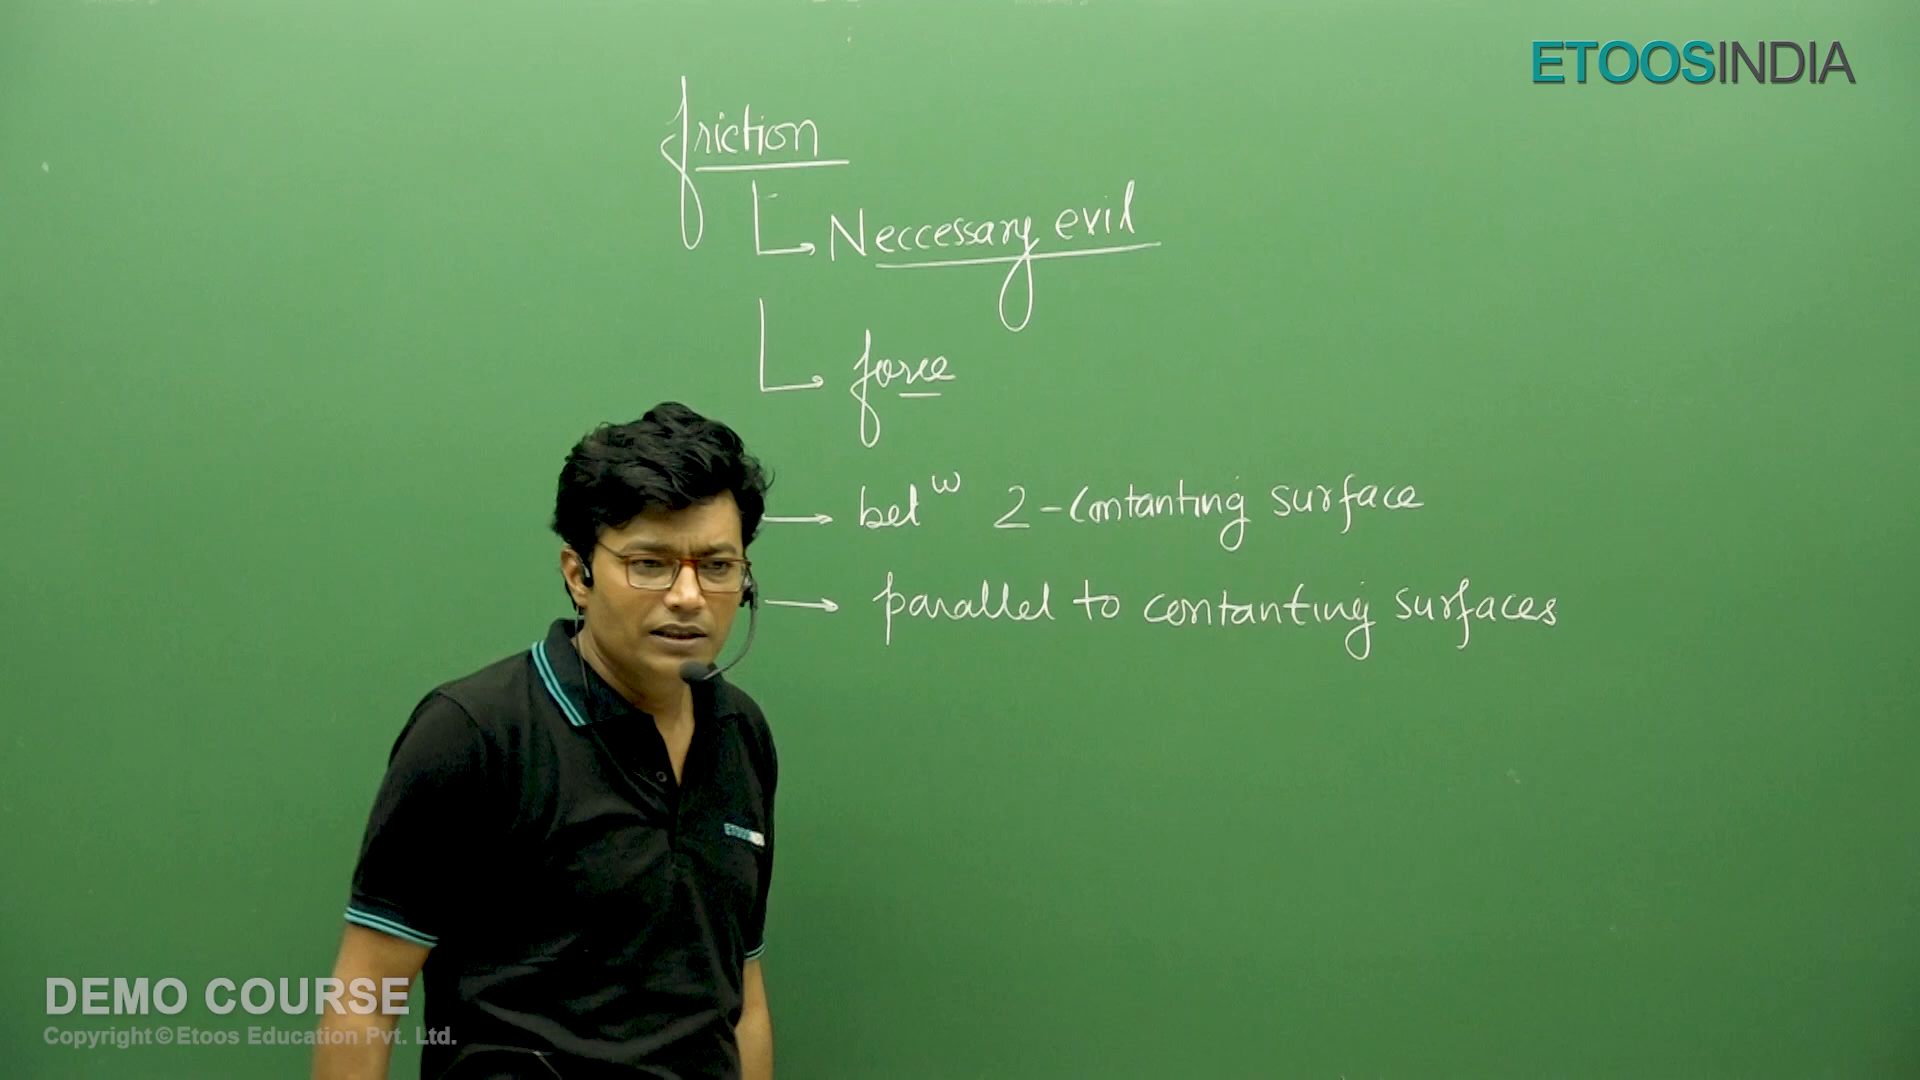 ETOOSINDIA
friction
Neccessary evil
force
betw 2-Contanting surface
parallel to contanting surfaces
ETOOSINDIA
DEMO COURSE
Copyright © Etoos Education Pvt. Ltd.